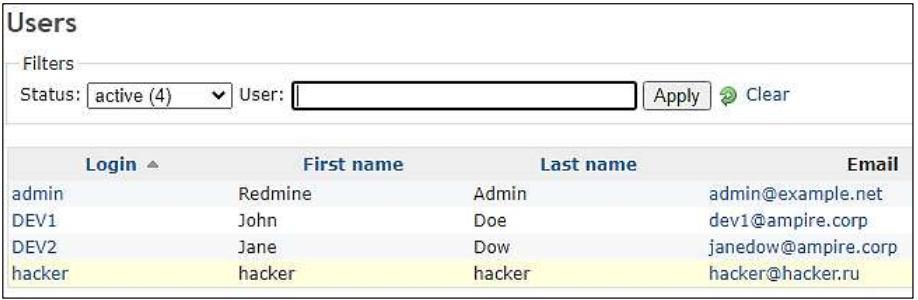 Users
Filters
Status: active (4) User: Apply Clear
Login First name Last name Email
admin Redmine Admin admin@example.net
DEV1 John Doe dev1@ampire.corp
DEV2 Jane Dow janedow@ampire.corp
hacker hacker hacker hacker@hacker.ru